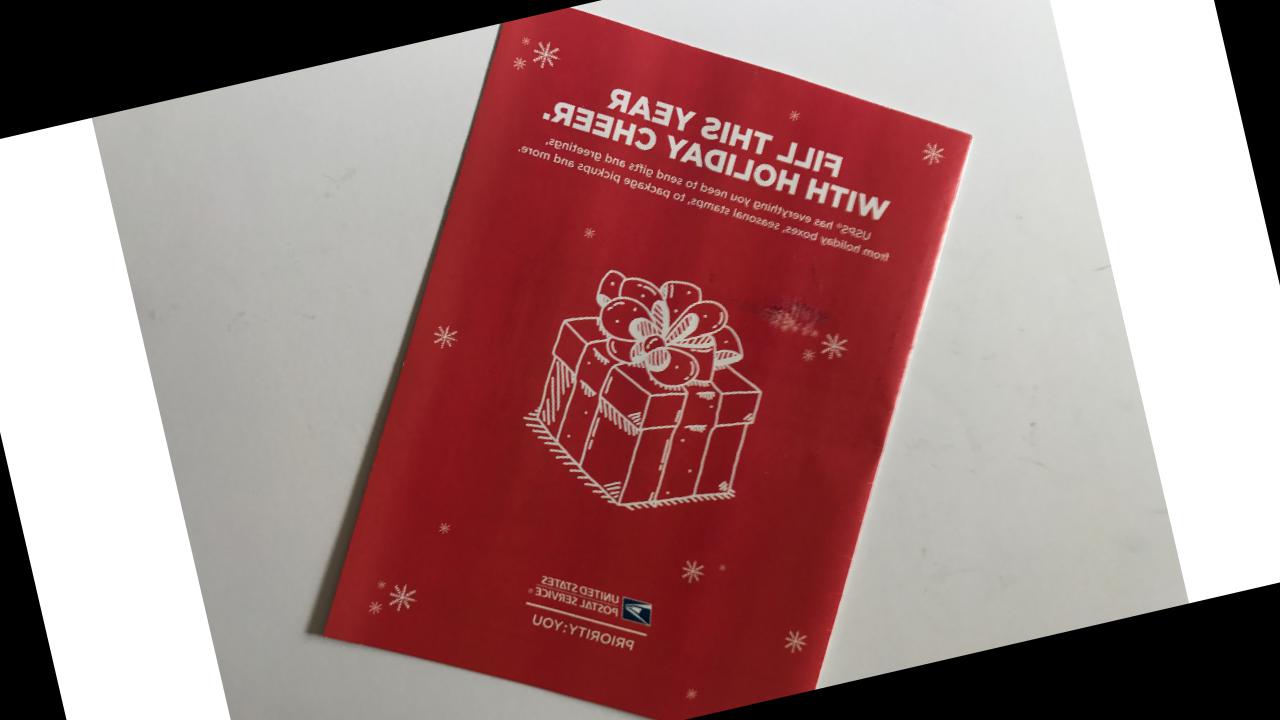 FILL THIS YEAR
WITH HOLIDAY CHEER.
USPS® has everything you need to send gifts and greetings,
from holiday boxes, seasonal stamps, to package pickups and more.
UNITED STATES
POSTAL SERVICE®
PRIORITY:YOU